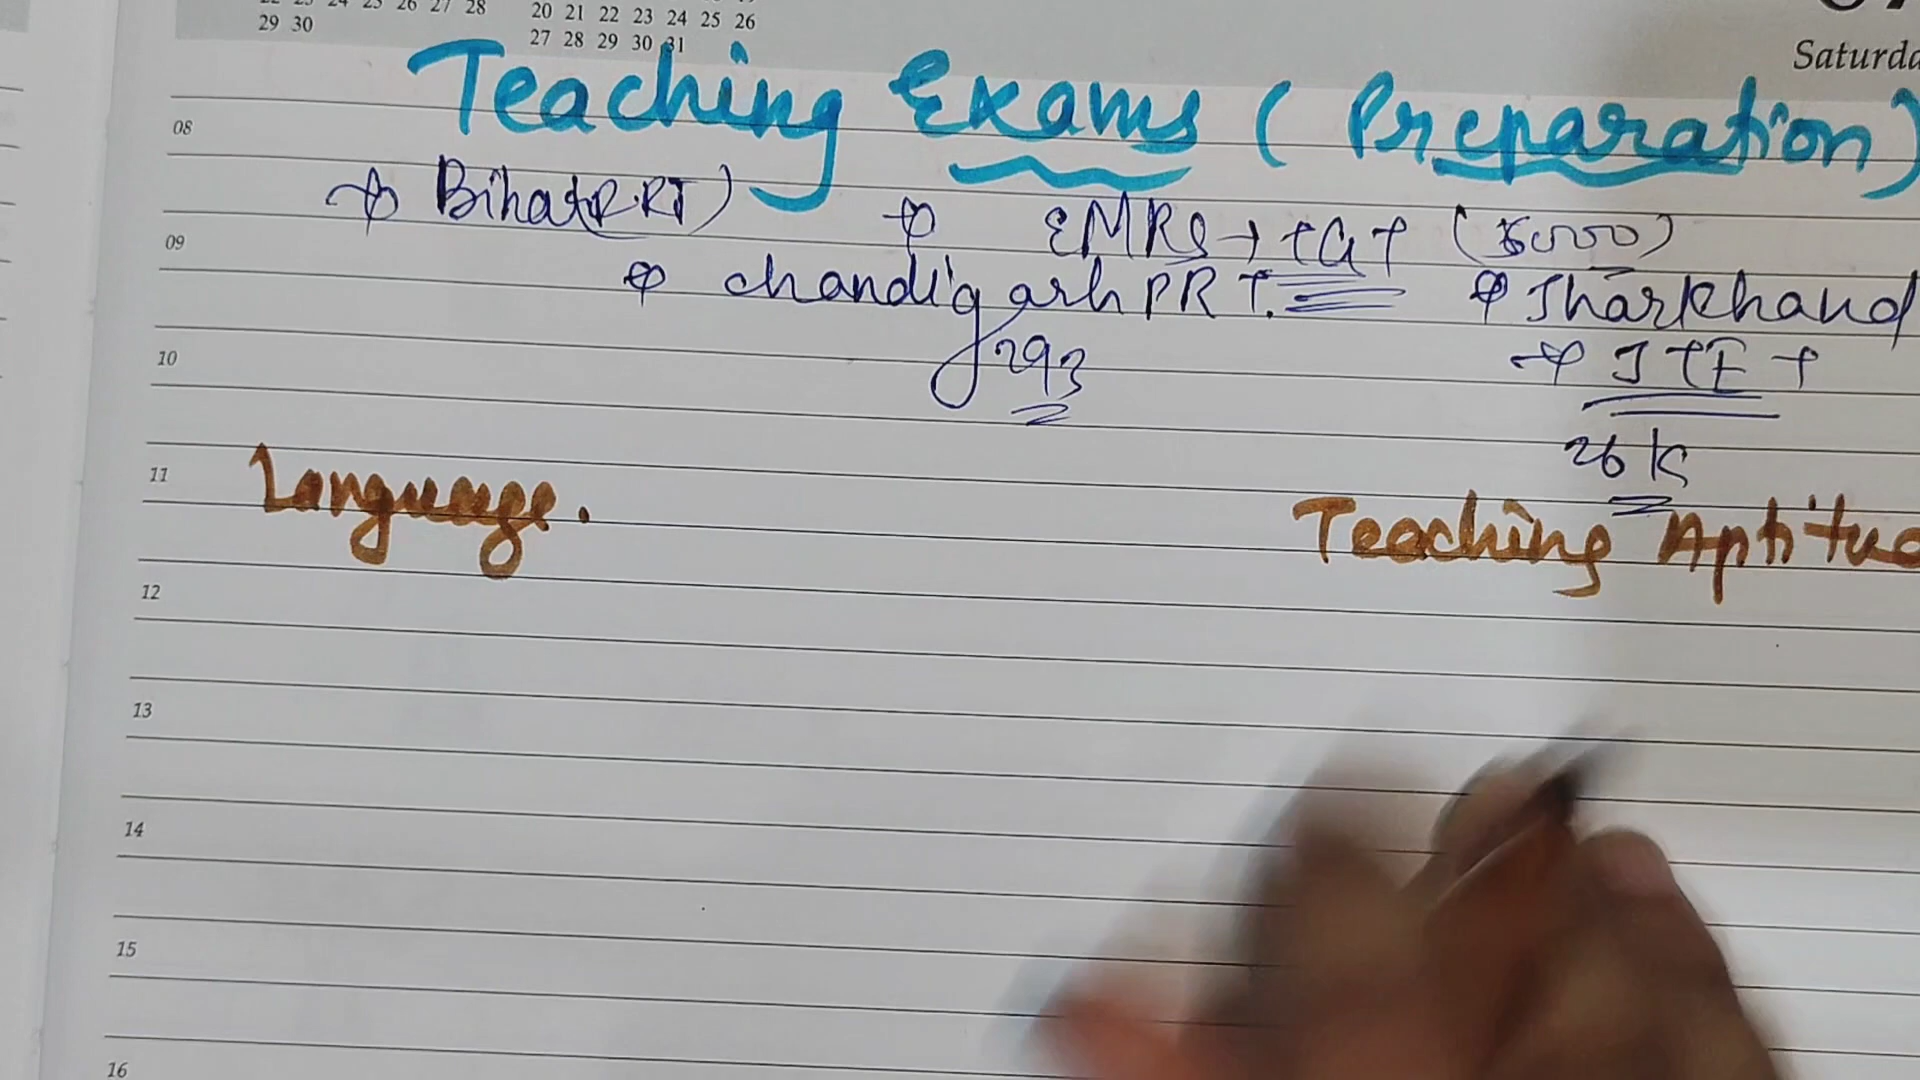 29 30
20 21 22 23 24 25 26
27 28 29 30 31
Saturda
Teaching Exams (Preparation)
08
Bihar
EMRS → TGT
09
chandigarh PRT.
Jharkhand
293
10
JTET
26K
11
Language.
Teaching Aptitud
12
13
14
15
16